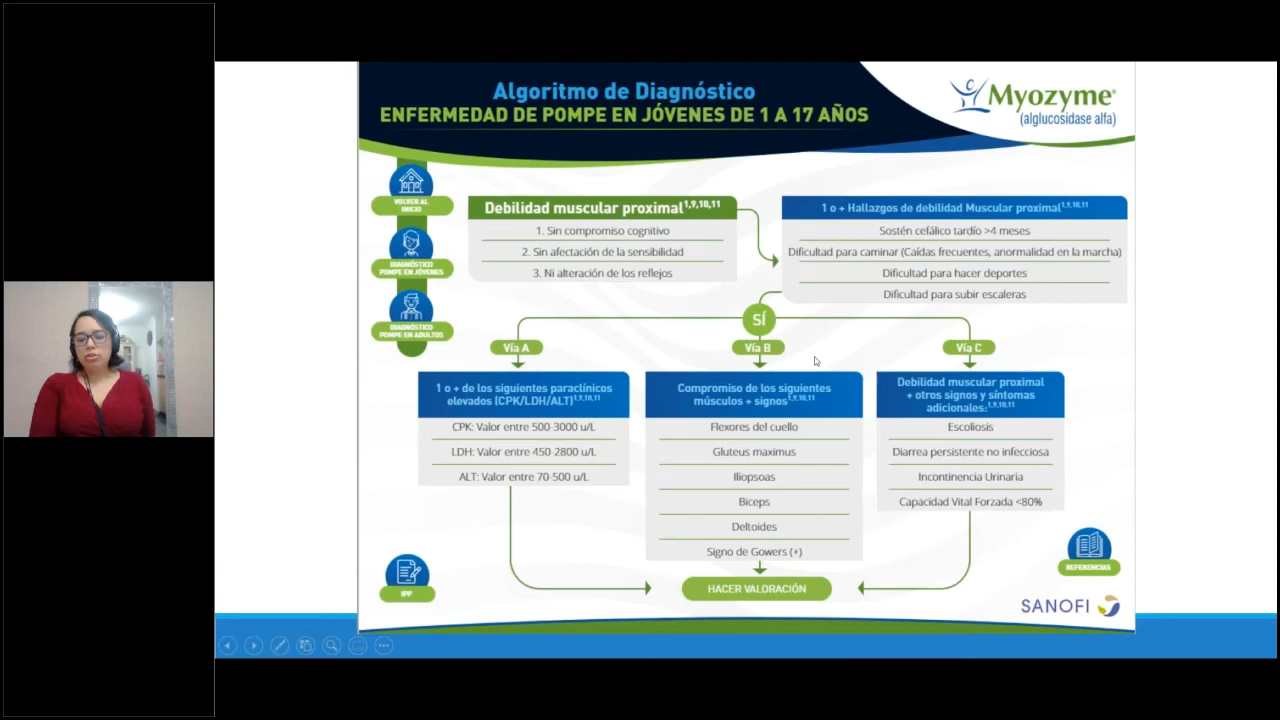 Algoritmo de Diagnóstico
ENFERMEDAD DE POMPE EN JÓVENES DE 1 A 17 AÑOS
Myozyme®
(alglucosidase alfa)
VOLVER AL
INICIO
DIAGNÓSTICO
POMPE EN JÓVENES
DIAGNÓSTICO
POMPE EN ADULTOS
Debilidad muscular proximal1,9,10,11
1. Sin compromiso cognitivo
2. Sin afectación de la sensibilidad
3. Ni alteración de los reflejos
1 o + Hallazgos de debilidad Muscular proximal1,9,10,11
Sostén cefálico tardío >4 meses
Dificultad para caminar (Caídas frecuentes, anormalidad en la marcha)
Dificultad para hacer deportes
Dificultad para subir escaleras
SÍ
Vía A
Vía B
Vía C
1 o + de los siguientes paraclínicos
elevados (CPK/LDH/ALT)1,9,10,11
CPK: Valor entre 500-3000 u/L
LDH: Valor entre 450-2800 u/L
ALT: Valor entre 70-500 u/L
Compromiso de los siguientes
músculos + signos1,9,10,11
Flexores del cuello
Gluteus maximus
Iliopsoas
Biceps
Deltoides
Signo de Gowers (+)
Debilidad muscular proximal
+ otros signos y síntomas
adicionales:1,9,10,11
Escoliosis
Diarrea persistente no infecciosa
Incontinencia Urinaria
Capacidad Vital Forzada <80%
HACER VALORACIÓN
IPP
REFERENCIAS
SANOFI